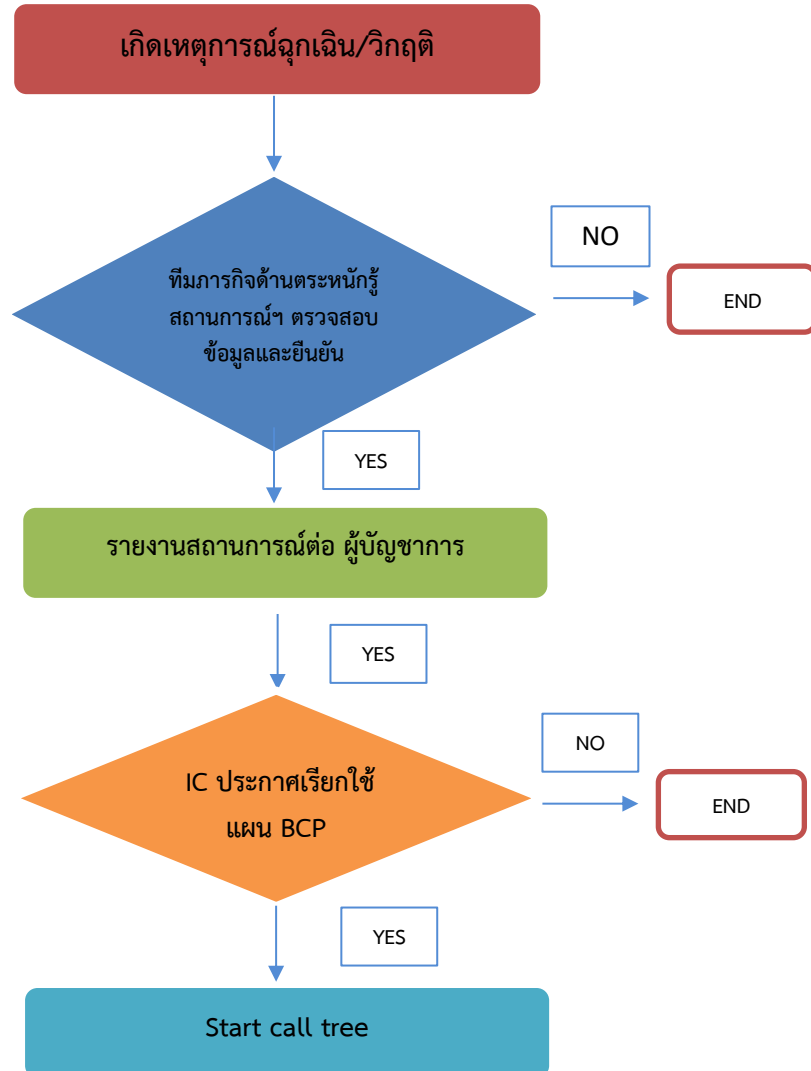 เกิดเหตุการณ์ฉุกเฉิน/วิกฤติ
ทีมภารกิจด้านตระหนักรู้
สถานการณ์ฯ ตรวจสอบ
ข้อมูลและยืนยัน
NO
END
YES
รายงานสถานการณ์ต่อ ผู้บัญชาการ
YES
IC ประกาศเรียกใช้
แผน BCP
NO
END
YES
Start call tree